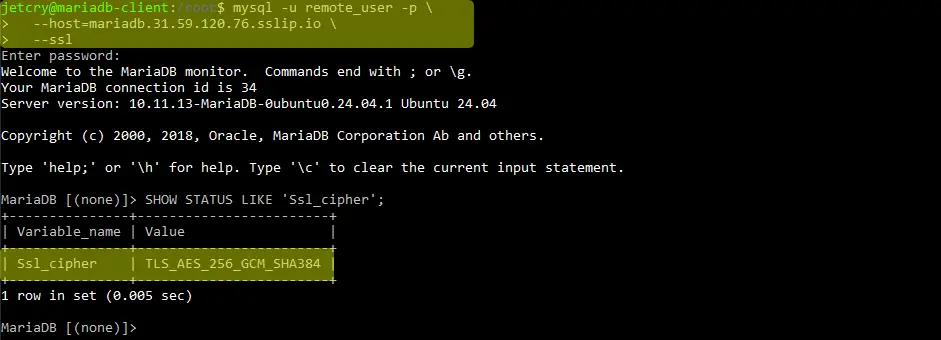 jetcry@mariadb-client:/root$ mysql -u remote_user -p \
>   --host=mariadb.31.59.120.76.sslip.io \
>   --ssl
Enter password:
Welcome to the MariaDB monitor.  Commands end with ; or \g.
Your MariaDB connection id is 34
Server version: 10.11.13-MariaDB-0ubuntu0.24.04.1 Ubuntu 24.04

Copyright (c) 2000, 2018, Oracle, MariaDB Corporation Ab and others.

Type 'help;' or '\h' for help. Type '\c' to clear the current input statement.

MariaDB [(none)]> SHOW STATUS LIKE 'Ssl_cipher';
+---------------+------------------------+
| Variable_name | Value                  |
+---------------+------------------------+
| Ssl_cipher    | TLS_AES_256_GCM_SHA384 |
+---------------+------------------------+
1 row in set (0.005 sec)

MariaDB [(none)]>